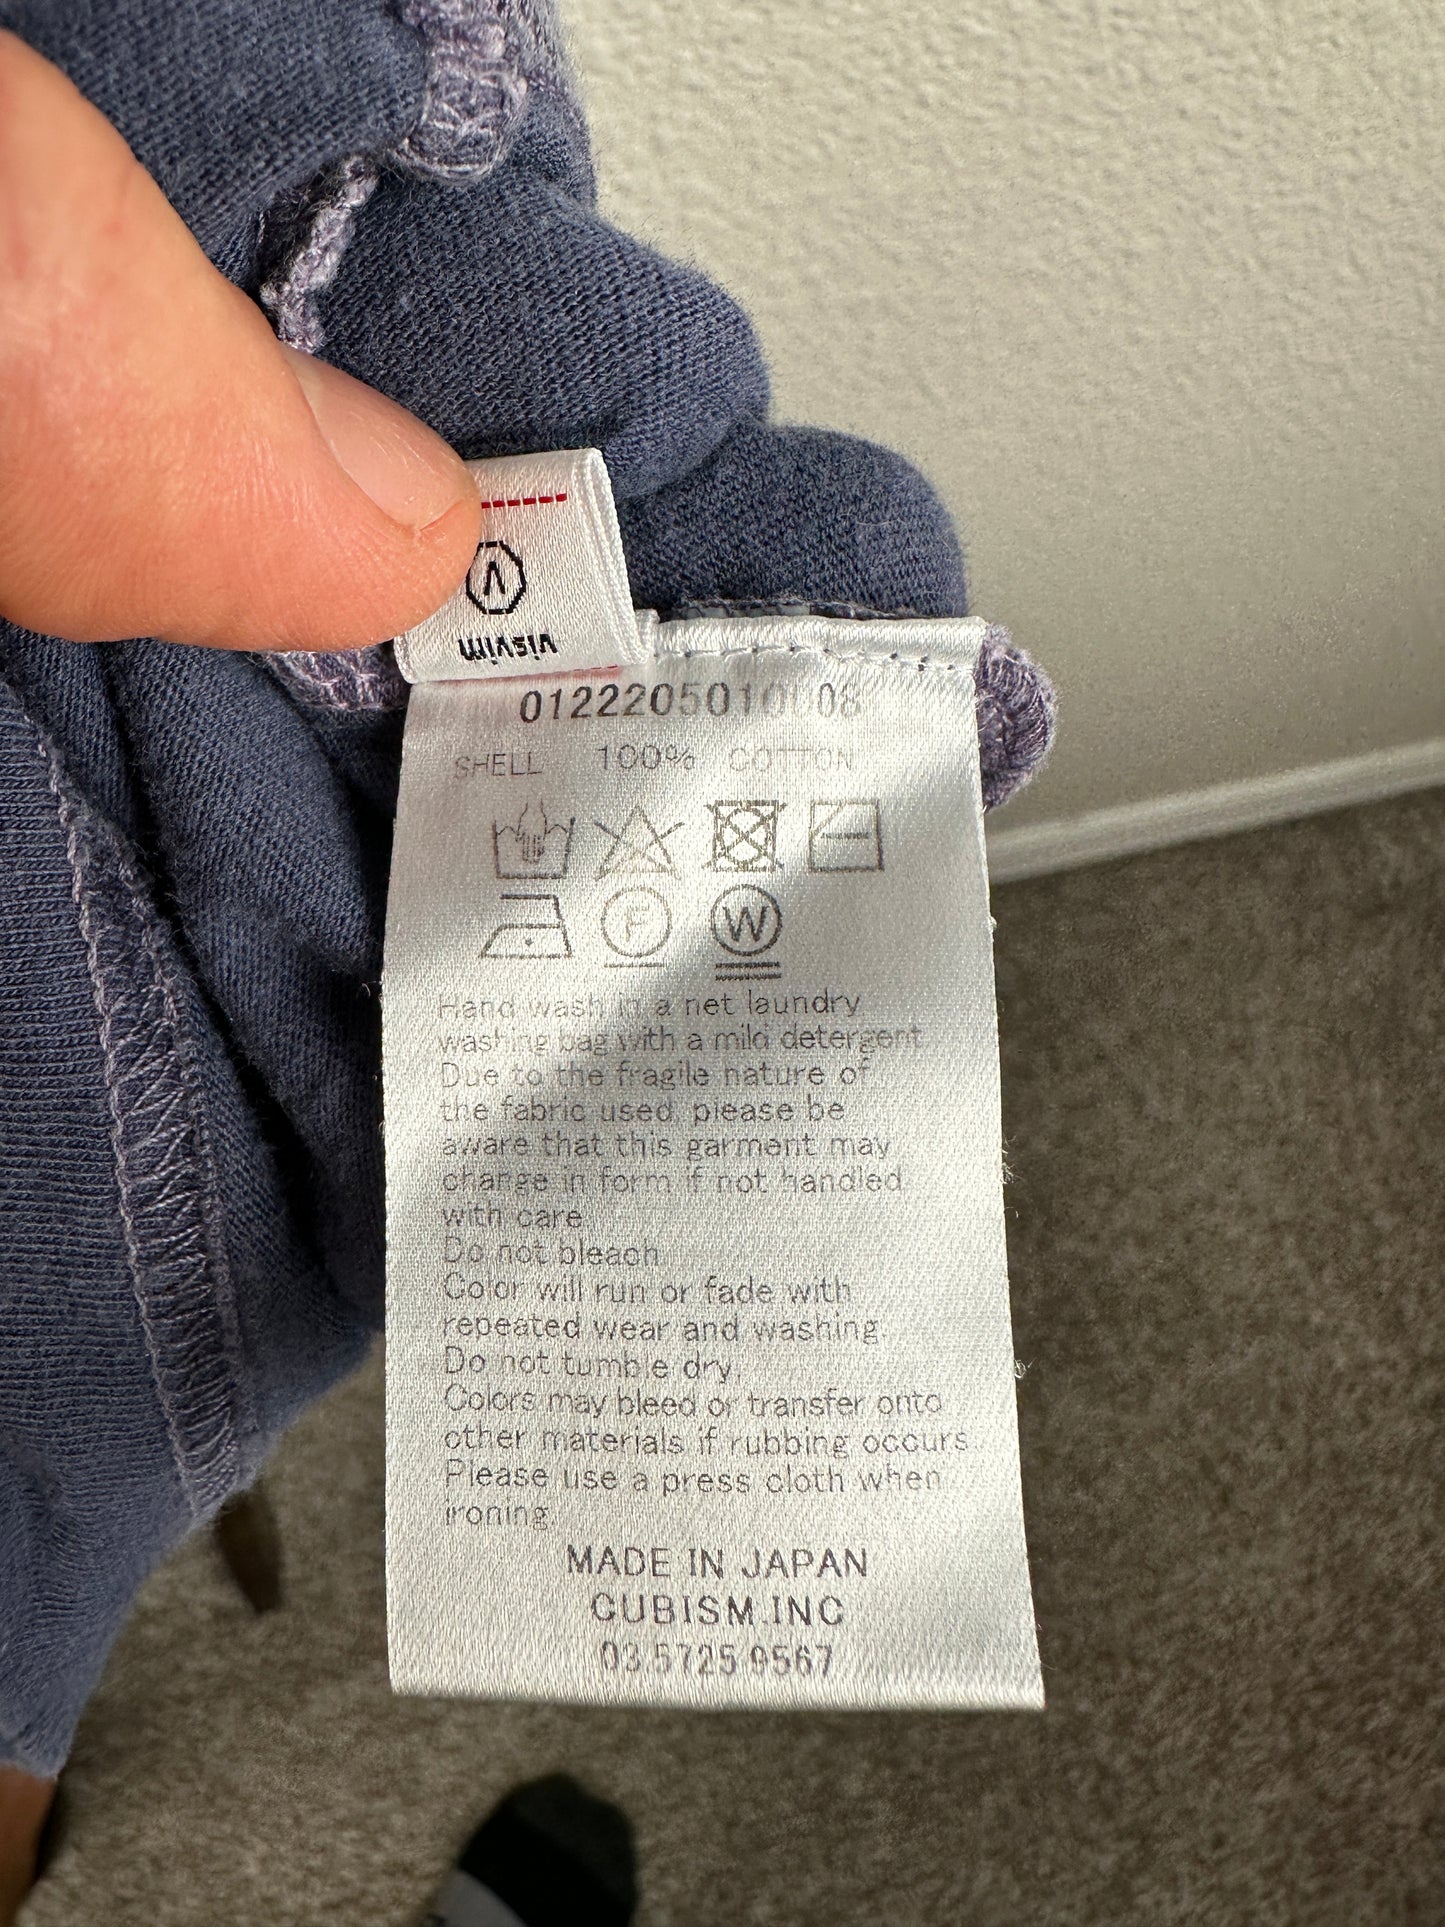 visvim
0122205010008
SHELL 100% COTTON
F
W
Hand wash in a net laundry
washing bag with a mild detergent
Due to the fragile nature of
the fabric used, please be
aware that this garment may
change in form if not handled
with care.
Do not bleach
Color will run or fade with
repeated wear and washing.
Do not tumble dry.
Colors may bleed or transfer onto
other materials if rubbing occurs.
Please use a press cloth when
ironing.
MADE IN JAPAN
CUBISM.INC
03 5725 9567